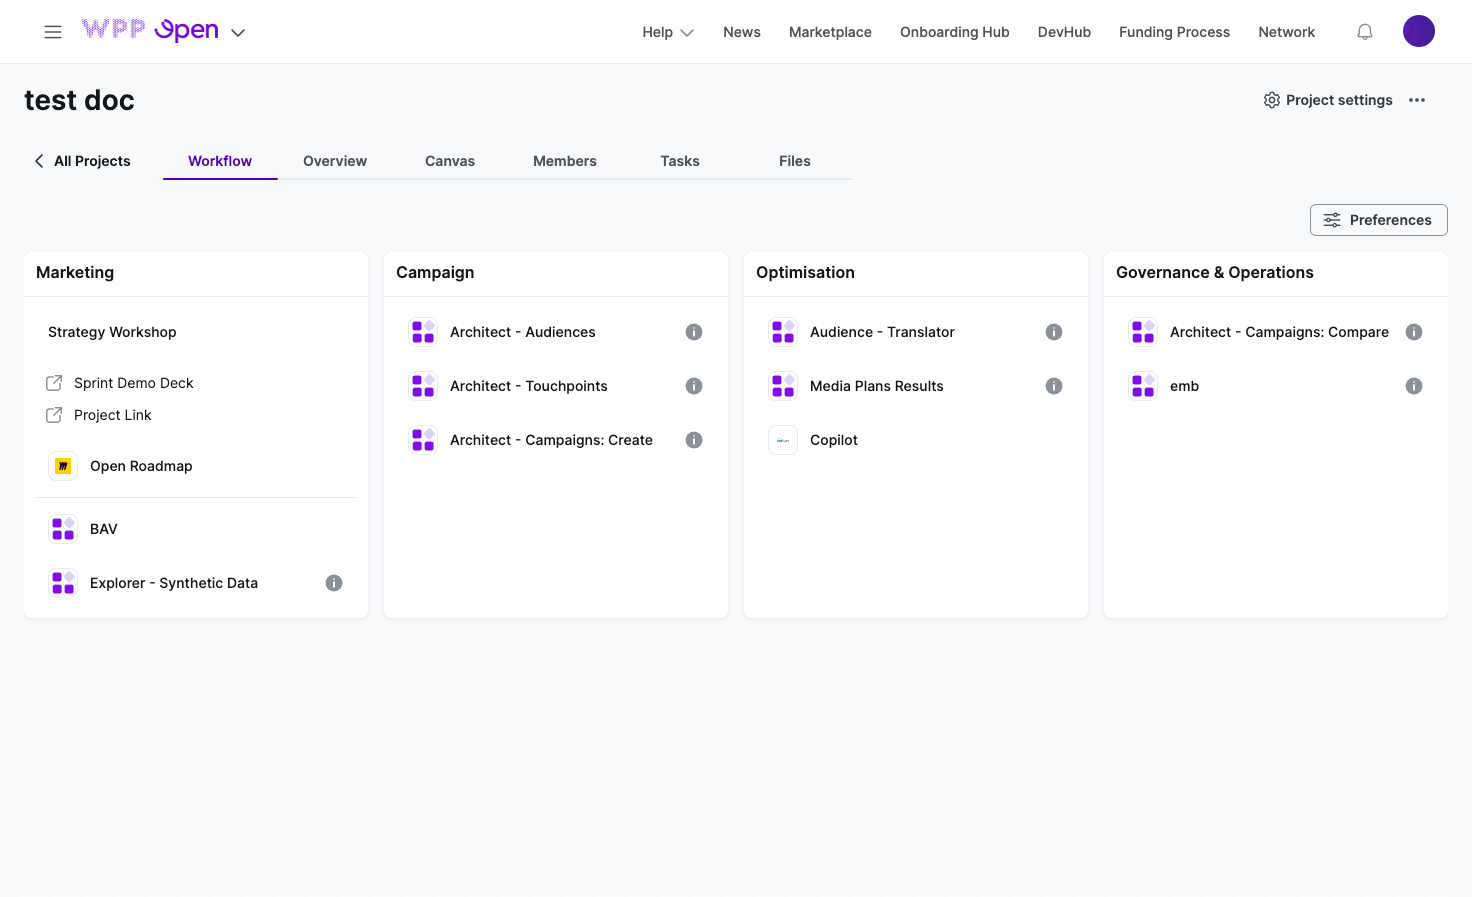 WPP Open
Help
News
Marketplace
Onboarding Hub
DevHub
Funding Process
Network
test doc
Project settings
All Projects
Workflow
Overview
Canvas
Members
Tasks
Files
Preferences
Marketing
Strategy Workshop
Sprint Demo Deck
Project Link
Open Roadmap
BAV
Explorer - Synthetic Data
Campaign
Architect - Audiences
Architect - Touchpoints
Architect - Campaigns: Create
Optimisation
Audience - Translator
Media Plans Results
Copilot
Governance & Operations
Architect - Campaigns: Compare
emb